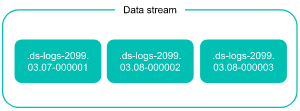 Data stream
.ds-logs-2099.
03.07-000001
.ds-logs-2099.
03.08-000002
.ds-logs-2099.
03.08-000003